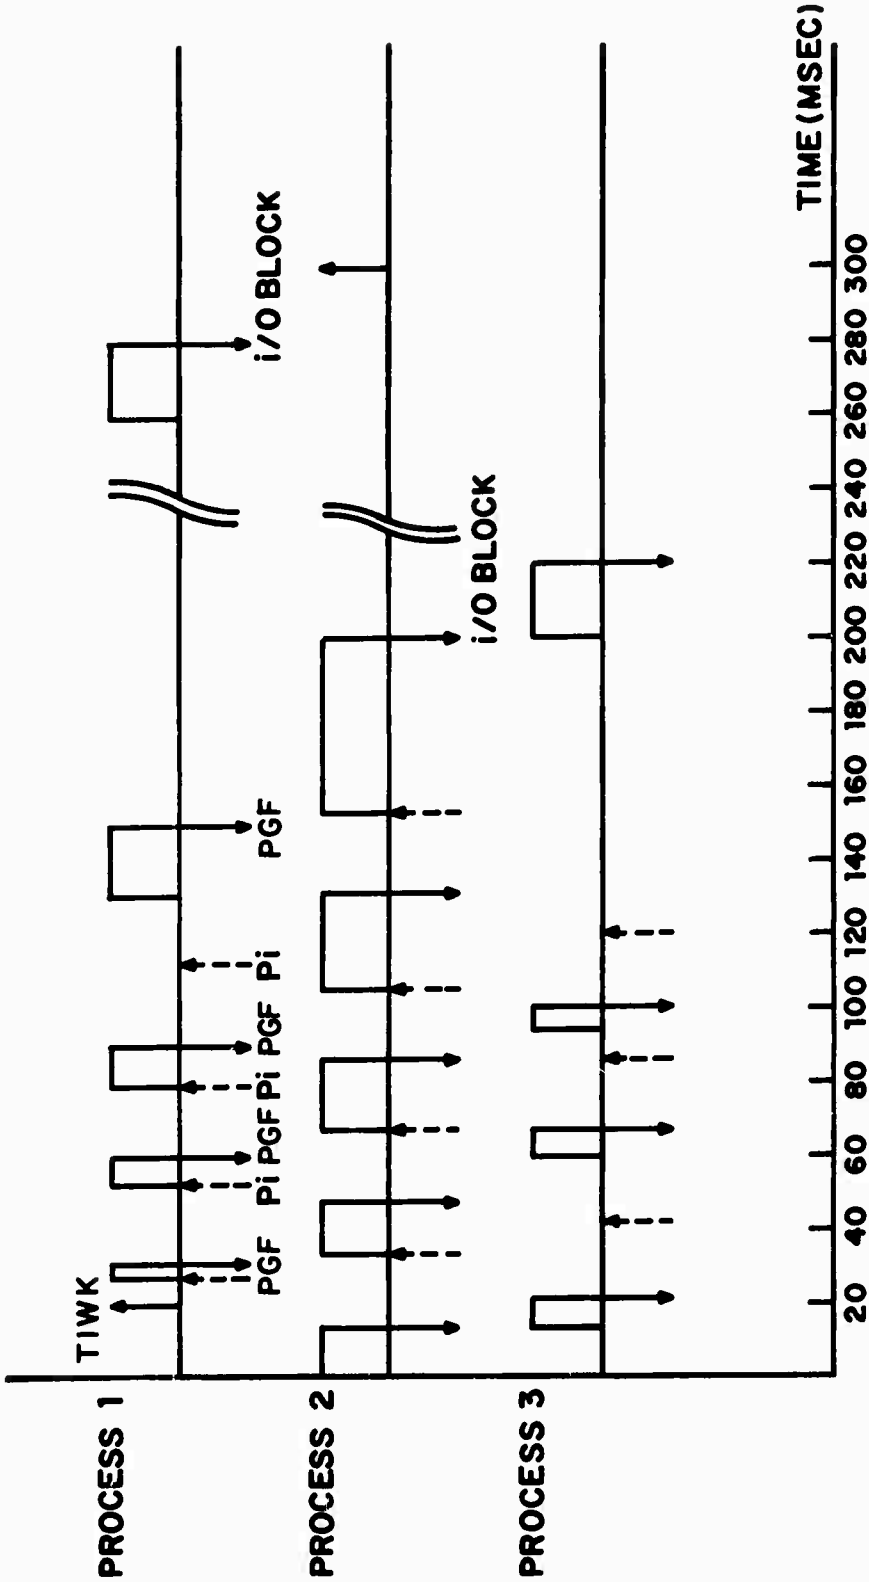 PROCESS 1
TIWK
PGF
Pi
PGF
Pi
PGF
Pi
PGF
i/O BLOCK
PROCESS 2
i/O BLOCK
PROCESS 3
TIME (MSEC)
20 40 60 80 100 120 140 160 180 200 220 240 260 280 300